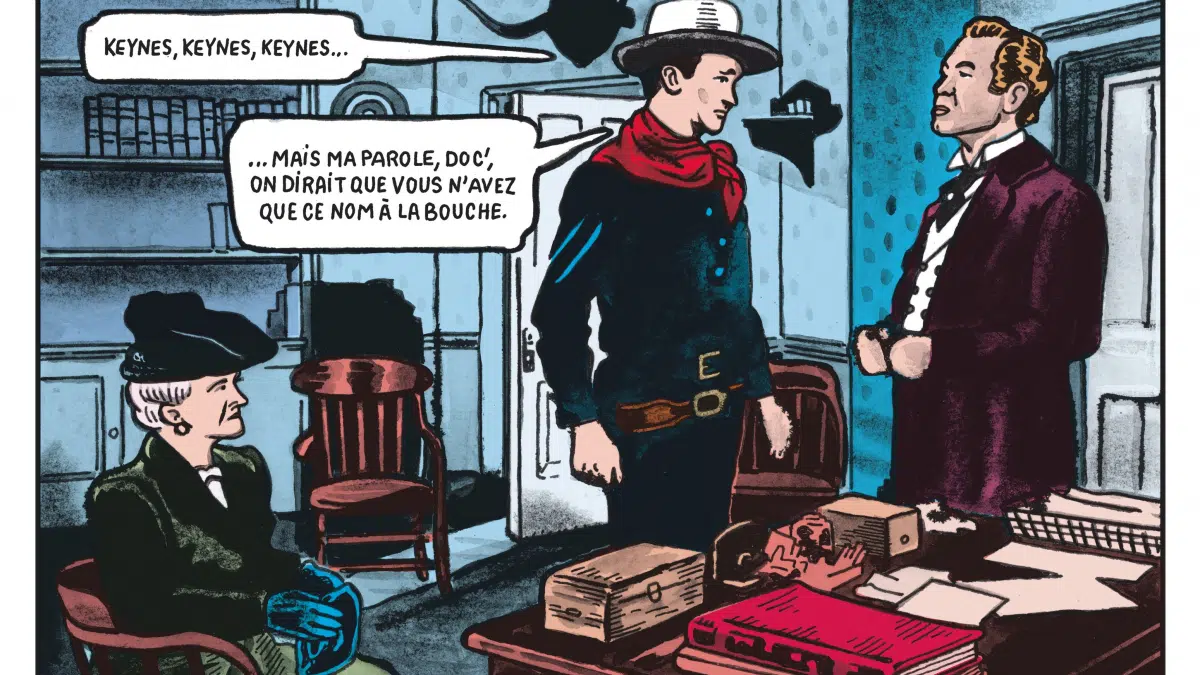 KEYNES, KEYNES, KEYNES...
...MAIS MA PAROLE, DOC',
ON DIRAIT QUE VOUS N'AVEZ
QUE CE NOM À LA BOUCHE.
E